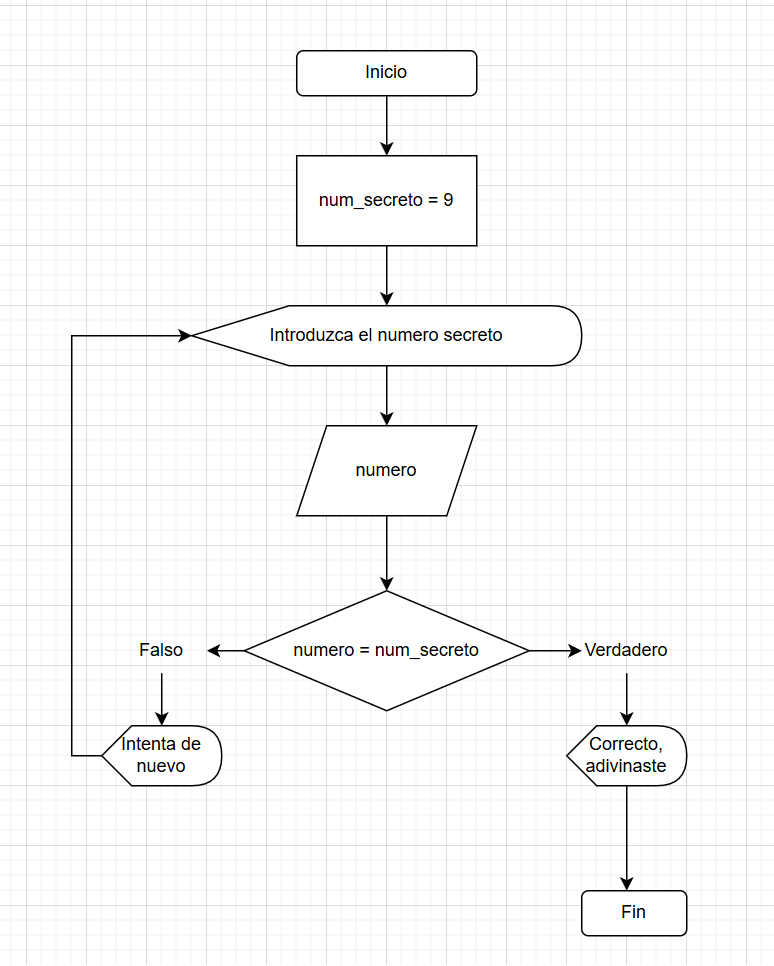 Inicio
num_secreto = 9
Introduzca el numero secreto
numero
numero = num_secreto
Falso
Verdadero
Intenta de
nuevo
Correcto,
adivinaste
Fin